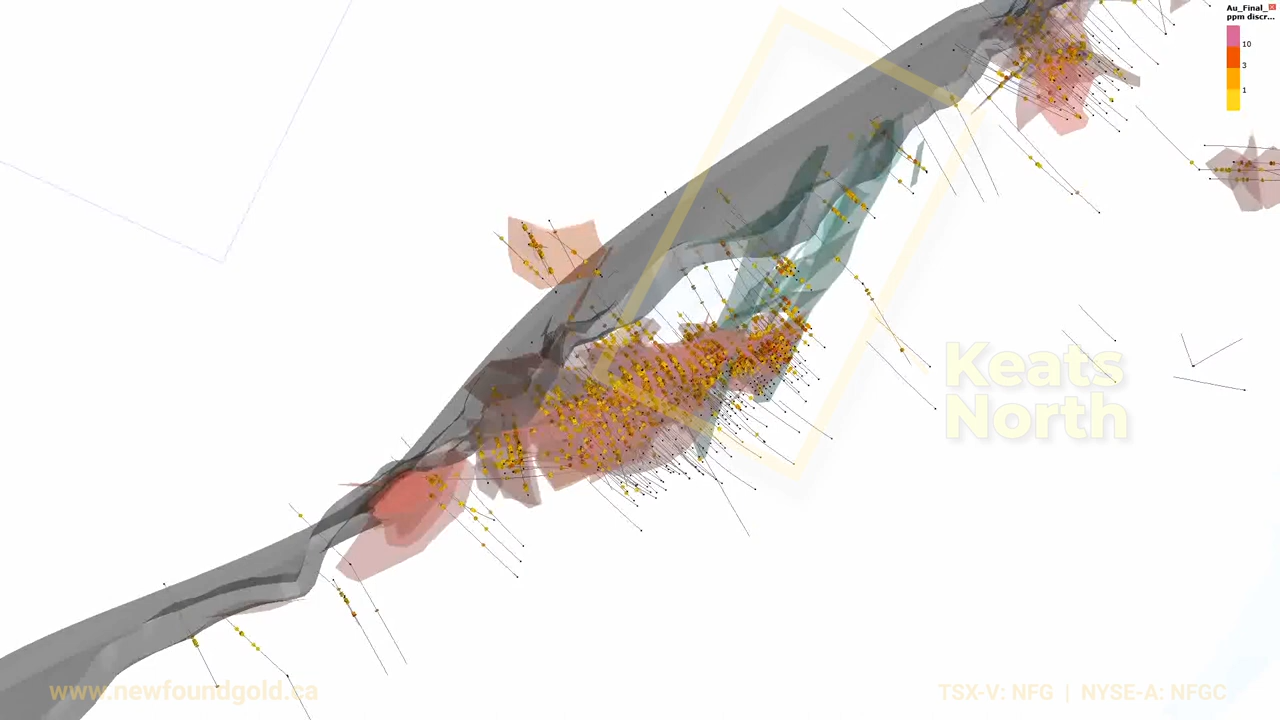 Au_Final_
ppm discr...
10
3
1
Keats
North
www.newfoundgold.ca
TSX-V: NFG | NYSE-A: NFGC